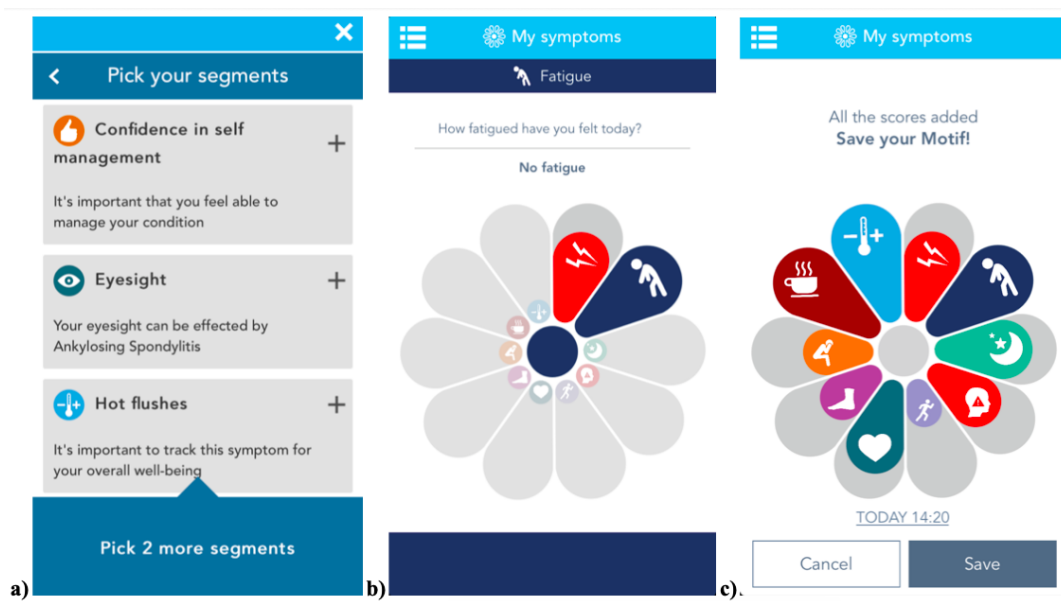 Pick your segments
Confidence in self
management
It's important that you feel able to
manage your condition
Eyesight
Your eyesight can be effected by
Ankylosing Spondylitis
Hot flushes
It's important to track this symptom for
your overall well-being
Pick 2 more segments
a)
My symptoms
Fatigue
How fatigued have you felt today?
No fatigue
b)
My symptoms
All the scores added
Save your Motif!
TODAY 14:20
Cancel
Save
c)